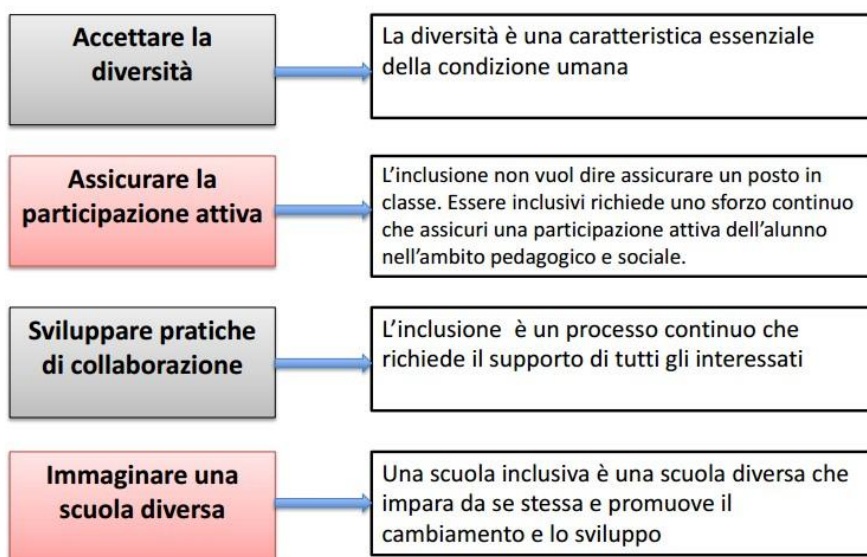 Accettare la
diversità
La diversità è una caratteristica essenziale
della condizione umana
Assicurare la
participazione attiva
L’inclusione non vuol dire assicurare un posto in
classe. Essere inclusivi richiede uno sforzo continuo
che assicuri una participazione attiva dell’alunno
nell’ambito pedagogico e sociale.
Sviluppare pratiche
di collaborazione
L’inclusione è un processo continuo che
richiede il supporto di tutti gli interessati
Immaginare una
scuola diversa
Una scuola inclusiva è una scuola diversa che
impara da se stessa e promuove il
cambiamento e lo sviluppo